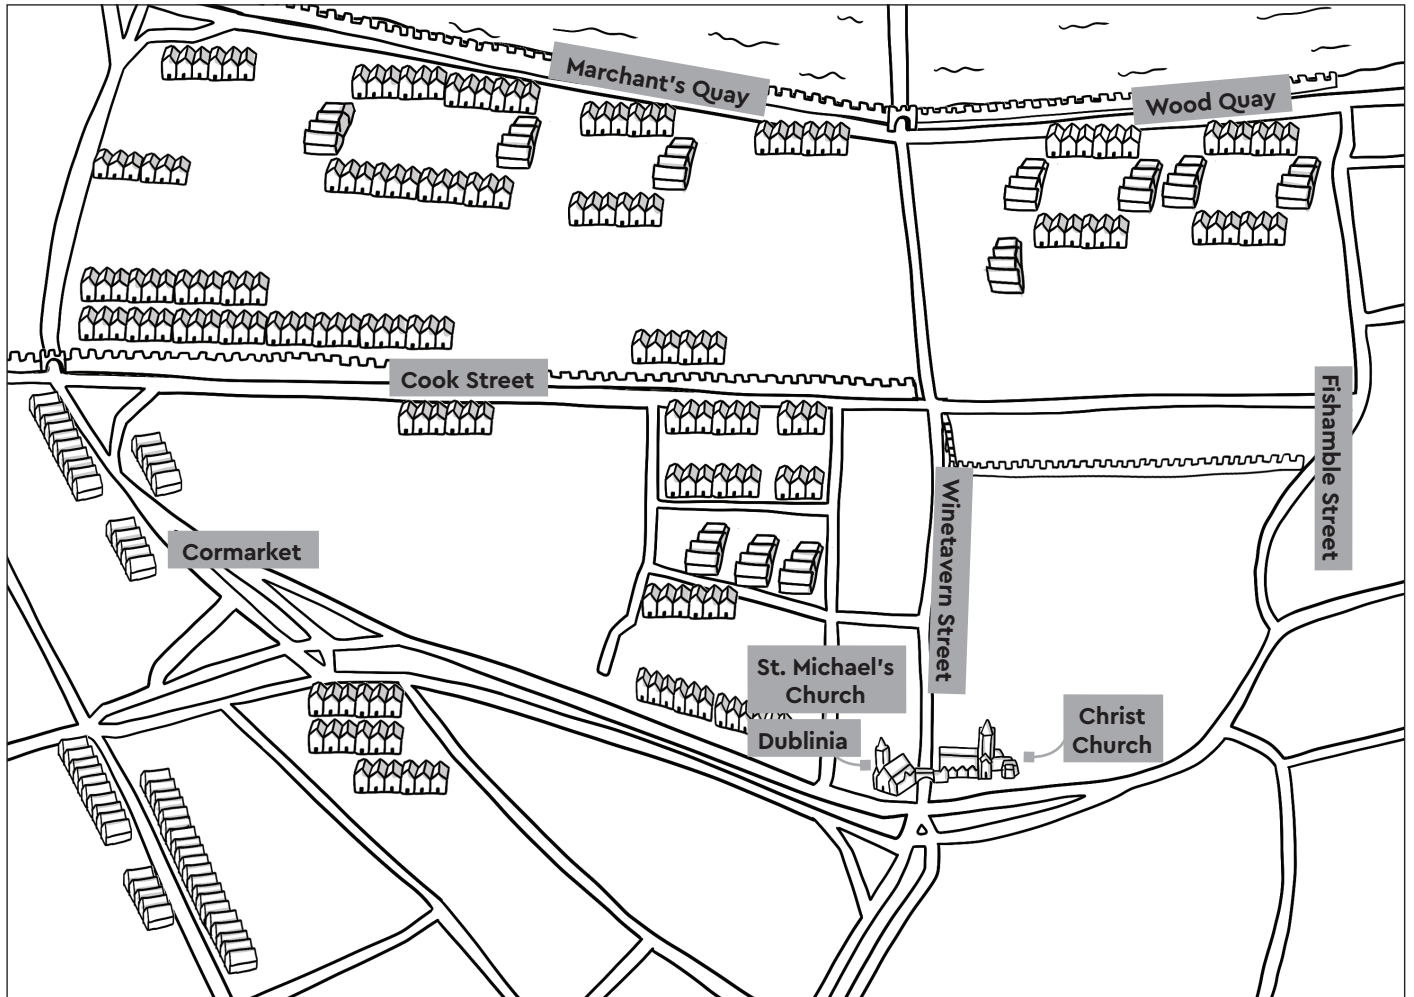 Marchant's Quay
Wood Quay
Cook Street
Fishamble Street
Cormarket
Winetavern Street
St. Michael's
Church
Dublinia
Christ
Church